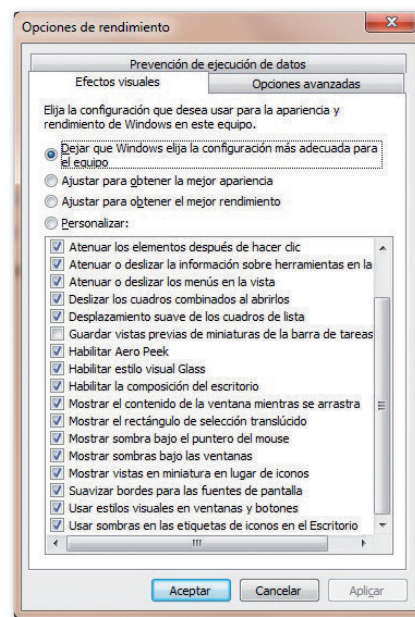 Opciones de rendimiento
Prevención de ejecución de datos
Efectos visuales
Opciones avanzadas
Elija la configuración que desea usar para la apariencia y
rendimiento de Windows en este equipo.
Dejar que Windows elija la configuración más adecuada para
el equipo
Ajustar para obtener la mejor apariencia
Ajustar para obtener el mejor rendimiento
Personalizar:
Atenuar los elementos después de hacer clic
Atenuar o deslizar la información sobre herramientas en la
Atenuar o deslizar los menús en la vista
Deslizar los cuadros combinados al abrirlos
Desplazamiento suave de los cuadros de lista
Guardar vistas previas de miniaturas de la barra de tareas
Habilitar Aero Peek
Habilitar estilo visual Glass
Habilitar la composición del escritorio
Mostrar el contenido de la ventana mientras se arrastra
Mostrar el rectángulo de selección translúcido
Mostrar sombra bajo el puntero del mouse
Mostrar sombras bajo las ventanas
Mostrar vistas en miniatura en lugar de iconos
Suavizar bordes para las fuentes de pantalla
Usar estilos visuales en ventanas y botones
Usar sombras en las etiquetas de iconos en el Escritorio
Aceptar
Cancelar
Aplicar